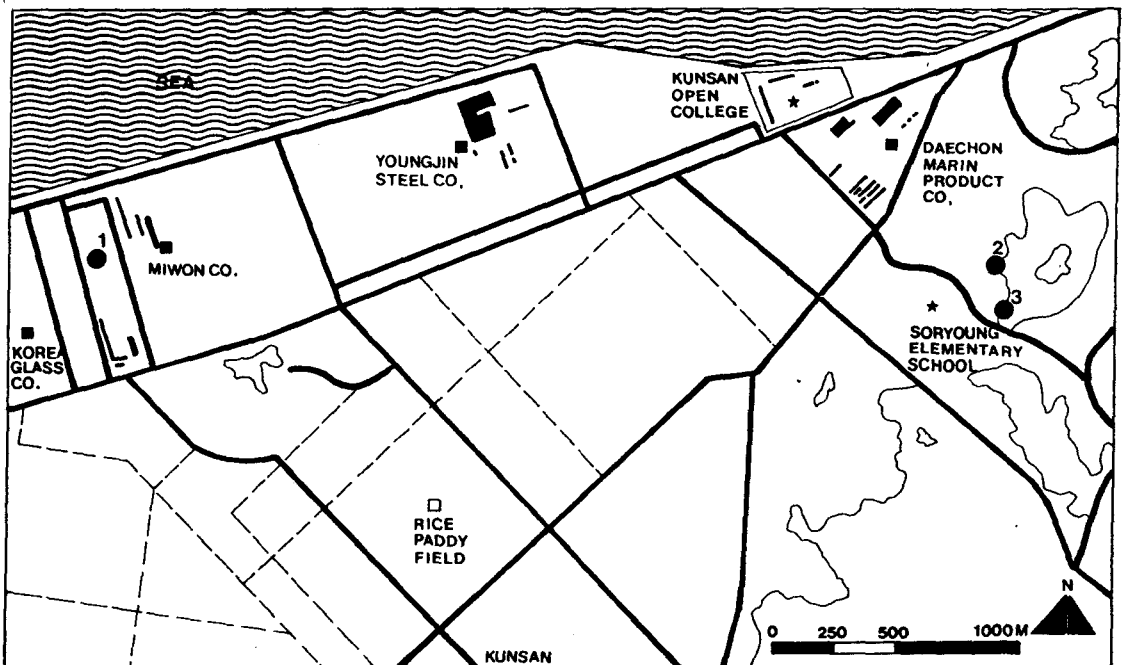 SEA
KUNSAN
OPEN
COLLEGE
YOUNGJIN
STEEL CO,
DAECHON
MARIN
PRODUCT
CO,
1
MIWON CO.
2
3
KOREA
GLASS
CO.
SORYOUNG
ELEMENTARY
SCHOOL
RICE
PADDY
FIELD
N
0 250 500 1000M
KUNSAN